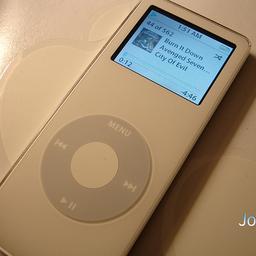 1:51 AM
44 of 562
Burn It Down
Avenged Seven...
City Of Evil
0:12
-4:46
MENU
Jo